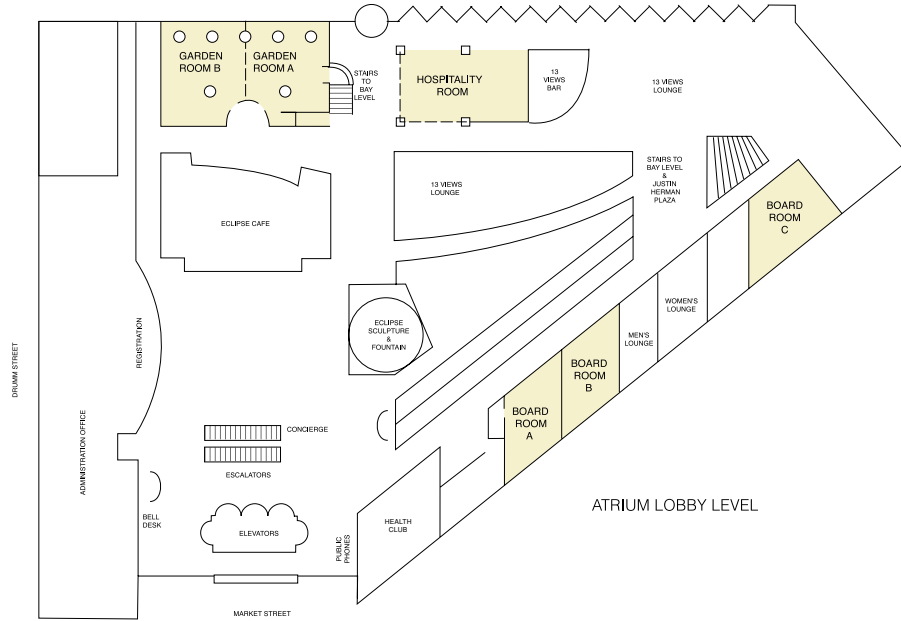 GARDEN
ROOM B
GARDEN
ROOM A
STAIRS
TO
BAY
LEVEL
HOSPITALITY
ROOM
13
VIEWS
BAR
13 VIEWS
LOUNGE
STAIRS TO
BAY LEVEL
&
JUSTIN
HERMAN
PLAZA
13 VIEWS
LOUNGE
BOARD
ROOM
C
ECLIPSE CAFE
WOMEN'S
LOUNGE
MEN'S
LOUNGE
ECLIPSE
SCULPTURE
&
FOUNTAIN
REGISTRATION
DRUMM STREET
BOARD
ROOM
B
BOARD
ROOM
A
CONCIERGE
ESCALATORS
ADMINISTRATION OFFICE
BELL
DESK
ELEVATORS
PUBLIC
PHONES
HEALTH
CLUB
ATRIUM LOBBY LEVEL
MARKET STREET